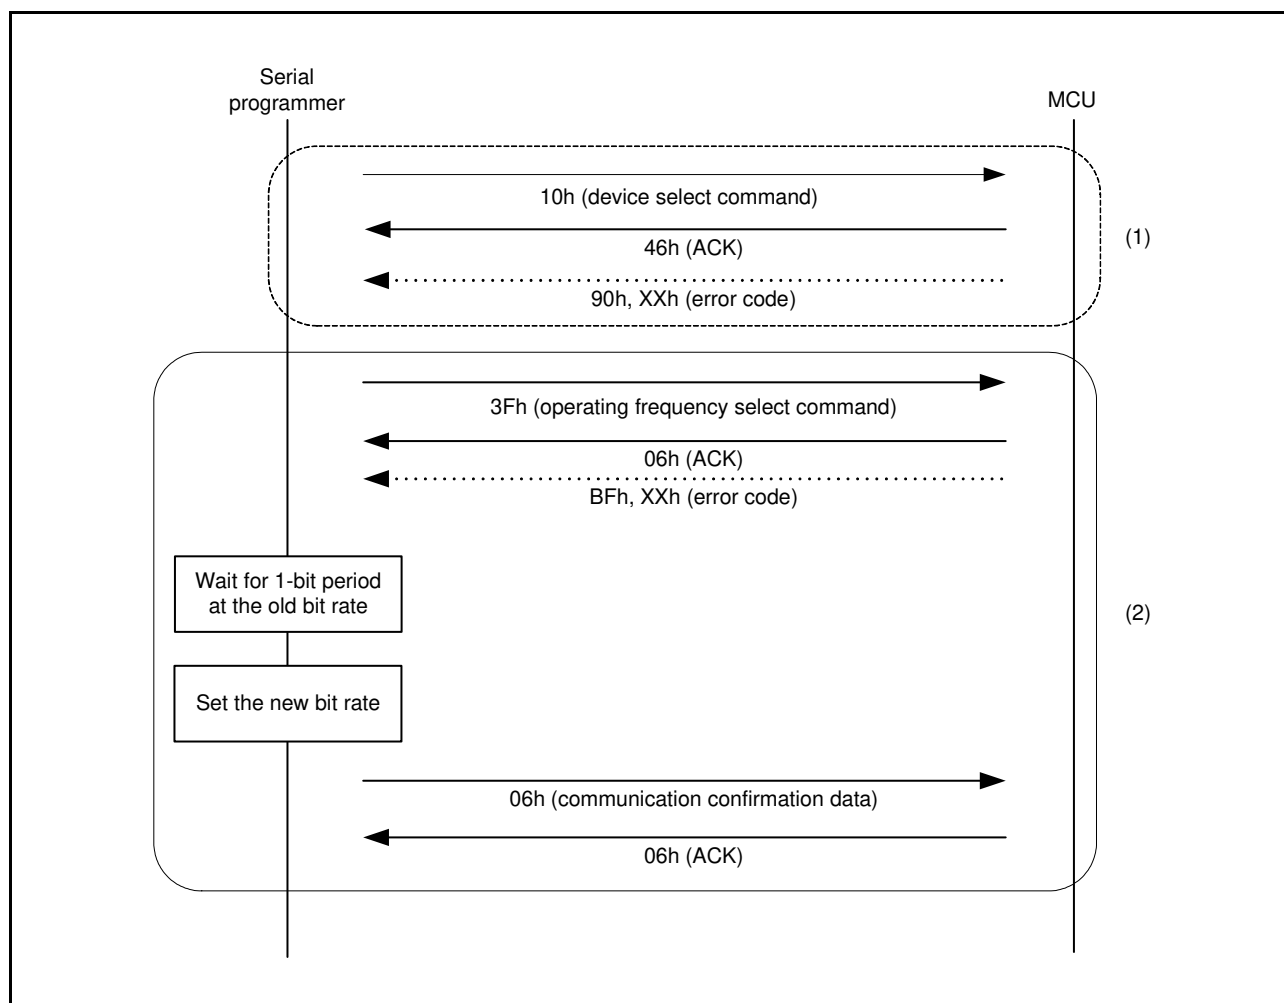 Serial
programmer
MCU
10h (device select command)
46h (ACK)
90h, XXh (error code)
(1)
3Fh (operating frequency select command)
06h (ACK)
BFh, XXh (error code)
Wait for 1-bit period
at the old bit rate
(2)
Set the new bit rate
06h (communication confirmation data)
06h (ACK)